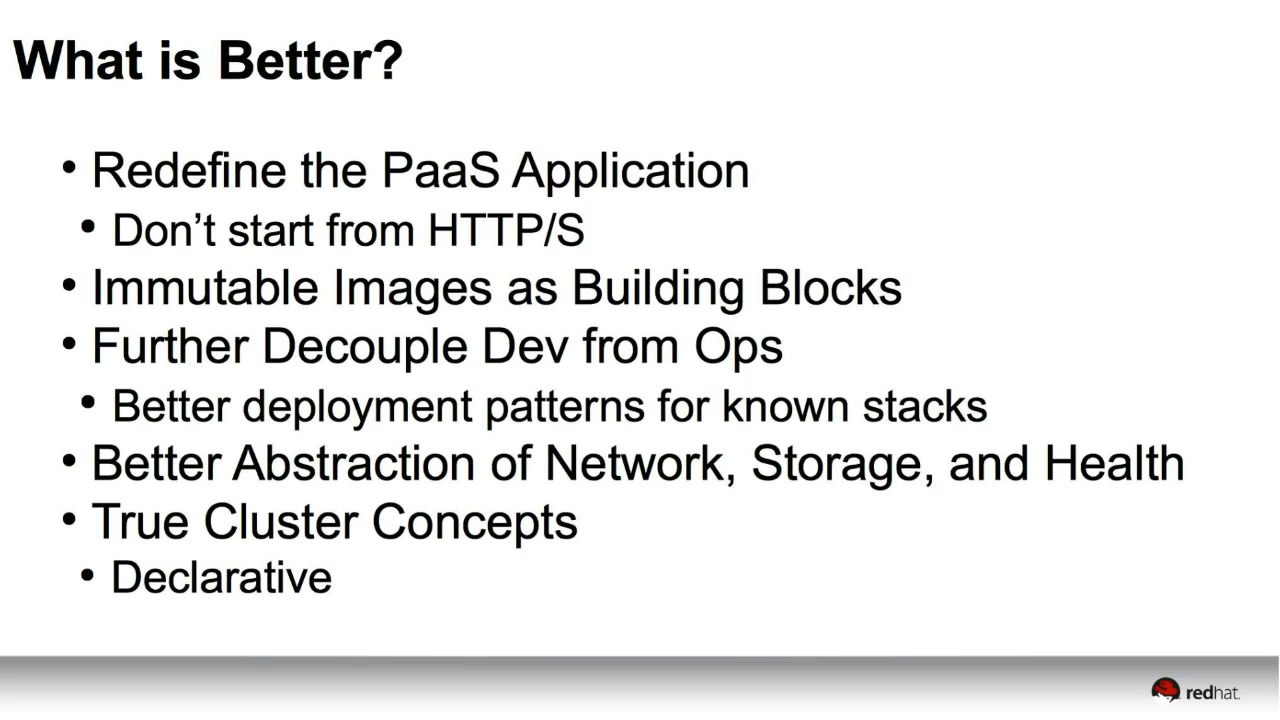 What is Better?
• Redefine the PaaS Application
• Don’t start from HTTP/S
• Immutable Images as Building Blocks
• Further Decouple Dev from Ops
• Better deployment patterns for known stacks
• Better Abstraction of Network, Storage, and Health
• True Cluster Concepts
• Declarative
redhat.